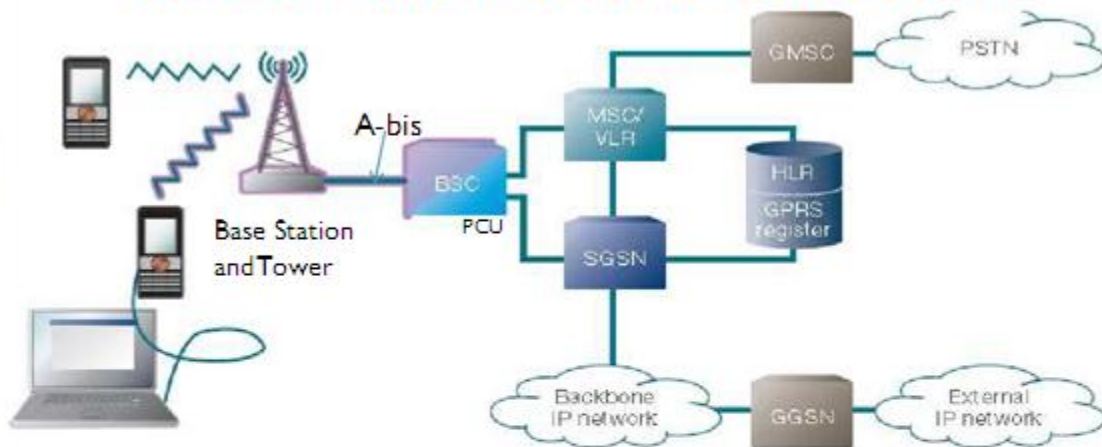 GMSC
PSTN
A-bis
MSC/
VLR
BSC
PCU
HLR
GPRS
register
Base Station
and Tower
SGSN
Backbone
IP network
GGSN
External
IP network